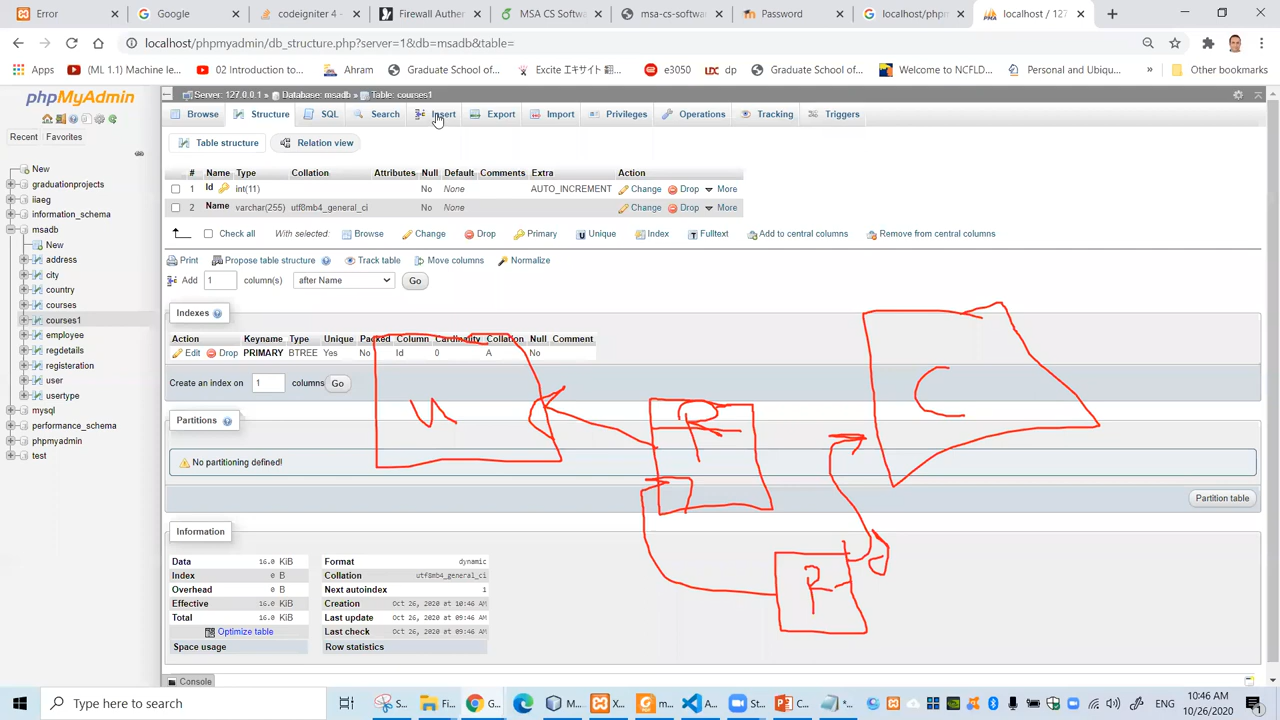 Error
Google
codeigniter 4 -
Firewall Auther
MSA CS Softw
msa-cs-softw
Password
localhost/phpm
localhost / 127
localhost/phpmyadmin/db_structure.php?server=1&db=msadb&table=
Apps
(ML 1.1) Machine le...
02 Introduction to...
Ahram
Graduate School of...
Excite エキサイト 翻...
e3050
dp
Graduate School of...
Welcome to NCFLD...
Personal and Ubiqu...
Other bookmarks
phpMyAdmin
Recent Favorites
New
graduationprojects
iiaeg
information_schema
msadb
New
address
city
country
courses
courses1
employee
regdetails
registeration
user
usertype
mysql
performance_schema
phpmyadmin
test
Server: 127.0.0.1 » Database: msadb » Table: courses1
Browse Structure SQL Search Insert Export Import Privileges Operations Tracking Triggers
Table structure Relation view
# Name Type Collation Attributes Null Default Comments Extra Action
1 Id int(11) No None AUTO_INCREMENT Change Drop More
2 Name varchar(255) utf8mb4_general_ci No None Change Drop More
Check all With selected: Browse Change Drop Primary Unique Index Fulltext Add to central columns Remove from central columns
Print Propose table structure Track table Move columns Normalize
Add 1 column(s) after Name Go
Indexes
Action Keyname Type Unique Packed Column Cardinality Collation Null Comment
Edit Drop PRIMARY BTREE Yes No Id 0 A No
Create an index on 1 columns Go
C
R
Partitions
No partitioning defined!
Partition table
R
Information
Data 16.0 KiB
Index 0 B
Overhead 0 B
Effective 16.0 KiB
Total 16.0 KiB
Optimize table
Space usage
Format dynamic
Collation utf8mb4_general_ci
Next autoindex 1
Creation Oct 26, 2020 at 10:46 AM
Last update Oct 26, 2020 at 09:46 AM
Last check Oct 26, 2020 at 09:46 AM
Row statistics
Console
Type here to search
S...
Fi...
G...
M...
X...
m...
A...
St...
C...
ENG
10:46 AM
10/26/2020